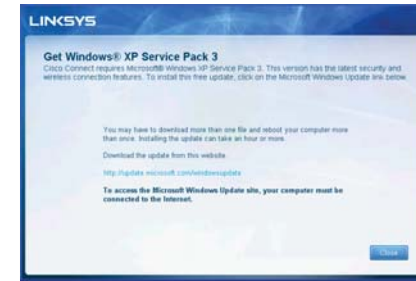 LINKSYS
Get Windows® XP Service Pack 3
Cisco Connect requires Microsoft® Windows XP Service Pack 3. This version has the latest security and
wireless connection features. To install this free update, click on the Microsoft Windows Update link below.
You may have to download more than one file and reboot your computer more
than once. Installing the update can take an hour or more.
Download the update from this website.
http://update.microsoft.com/windowsupdate
To access the Microsoft Windows Update site, your computer must be
connected to the Internet.
Close